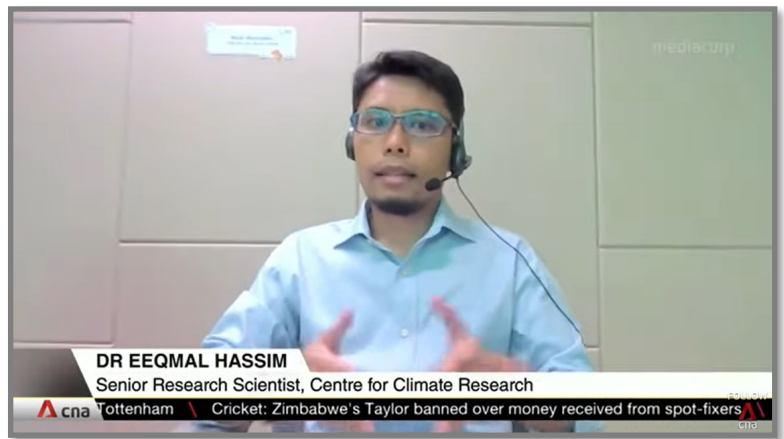 mediacorp
DR EEQMAL HASSIM
Senior Research Scientist, Centre for Climate Research
cna Tottenham \ Cricket: Zimbabwe's Taylor banned over money received from spot-fixers \
FOLLOW
cna